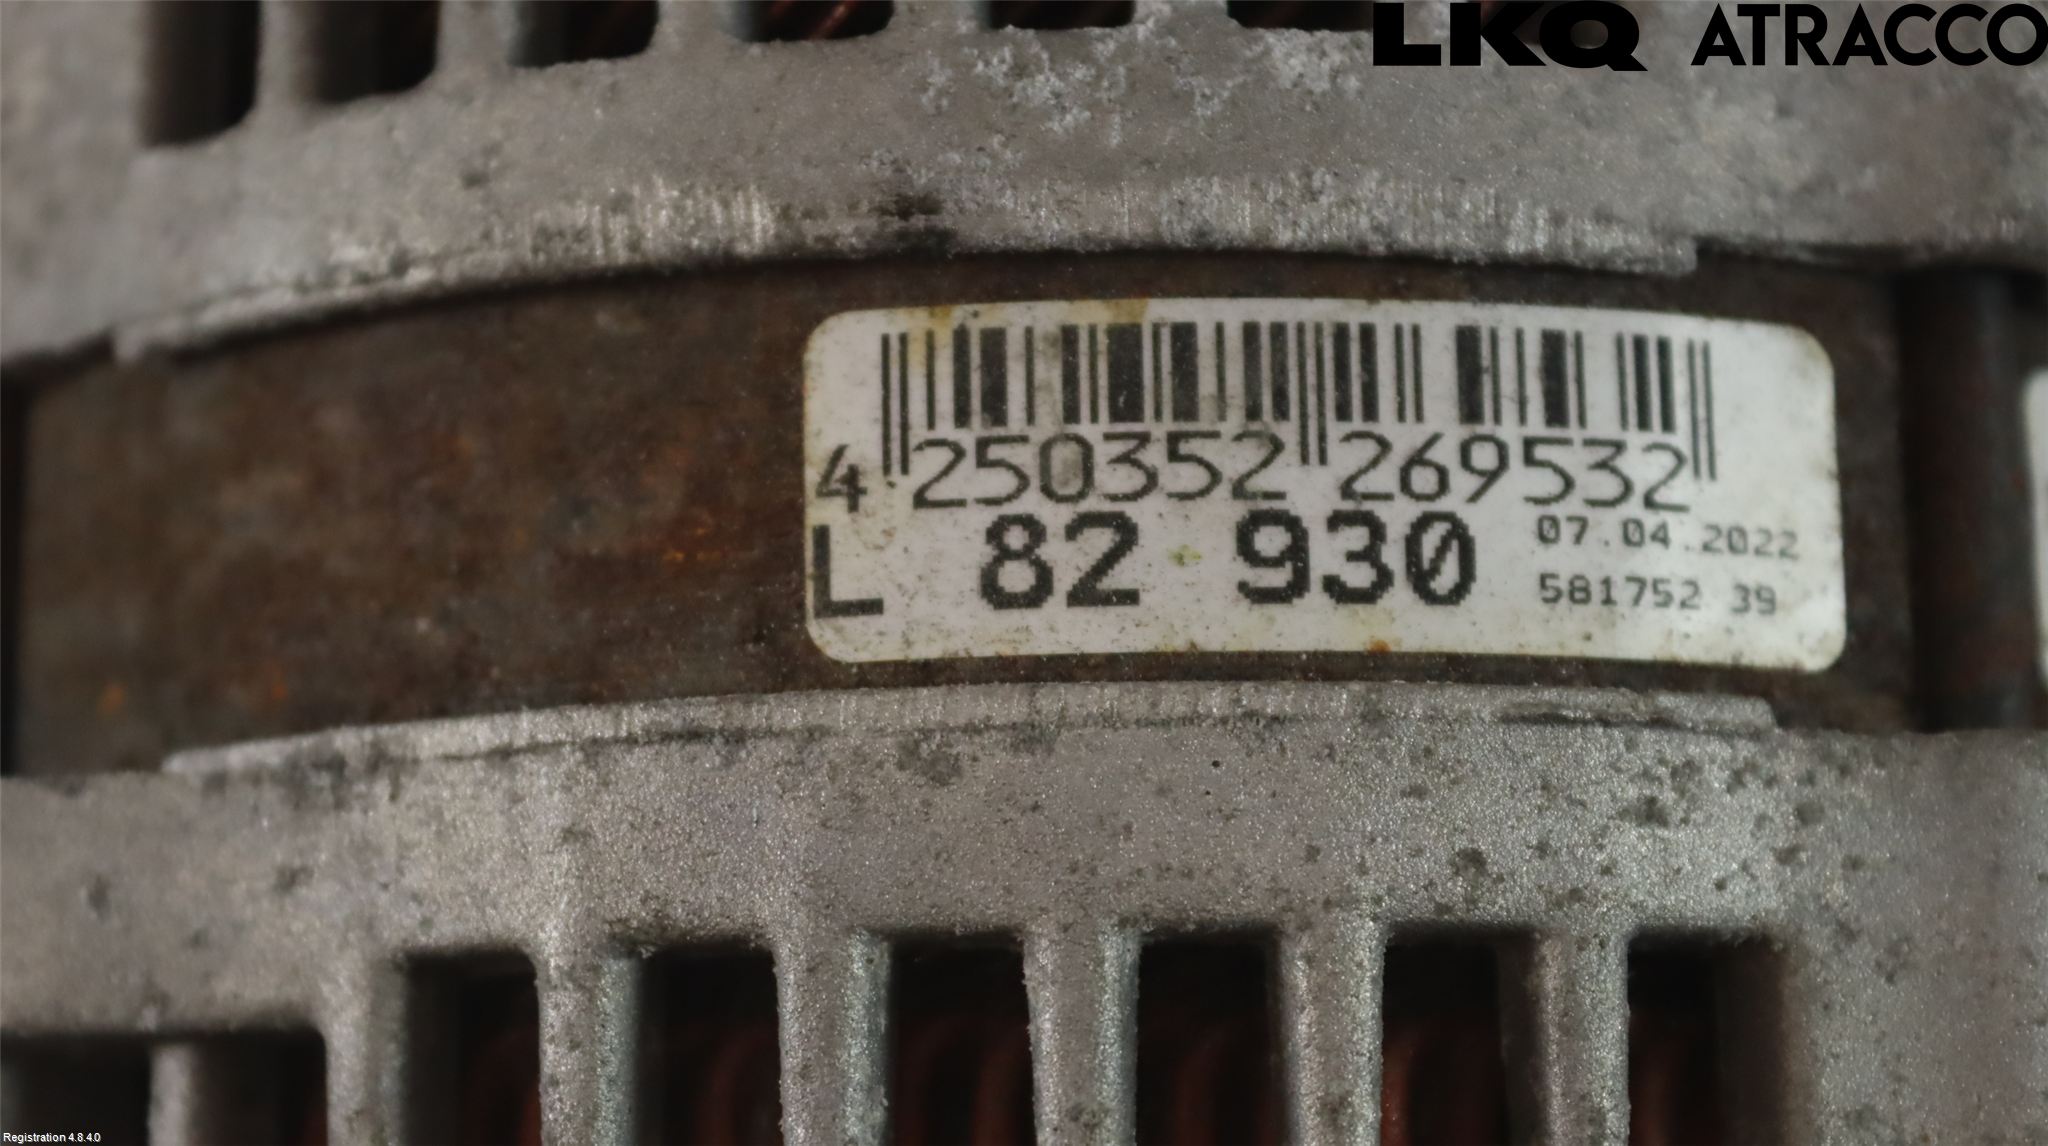 LKQ ATRACCO
4 250352 269532
L 82 930
07.04.2022
581752 39
Registration 4.8.4.0